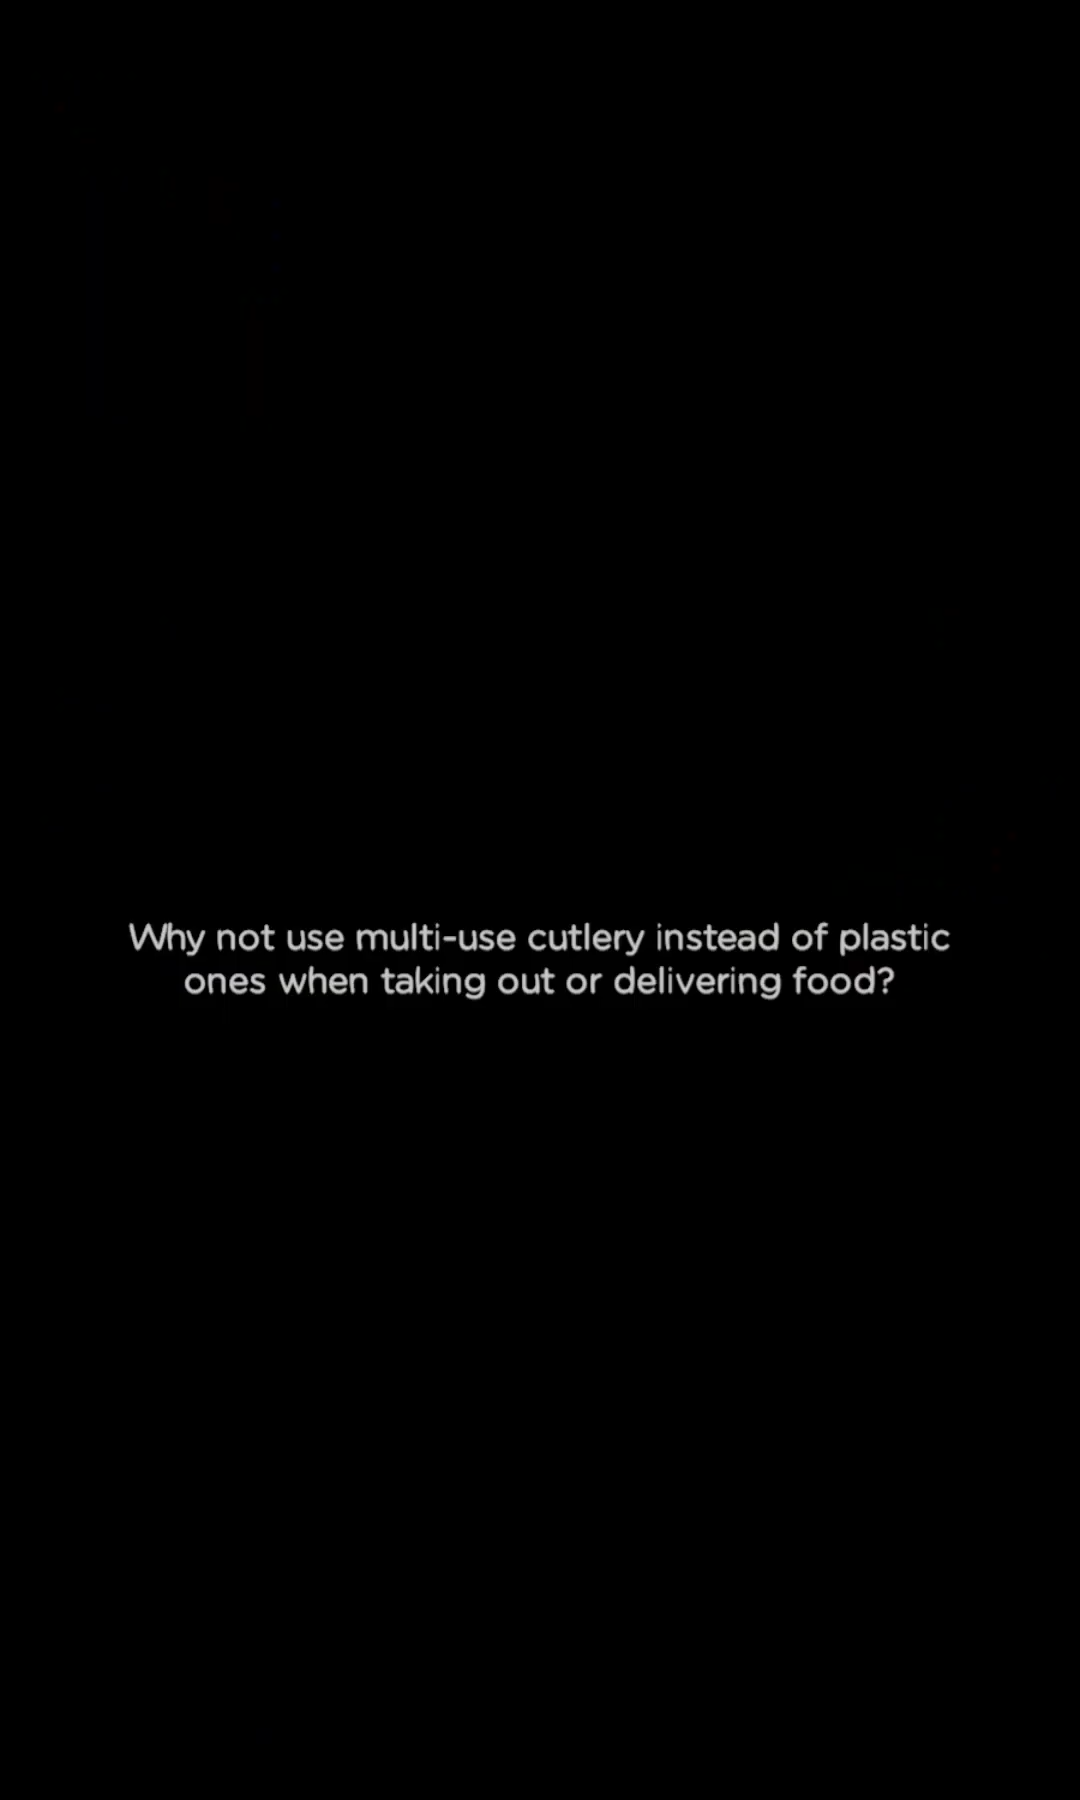 Why not use multi-use cutlery instead of plastic
ones when taking out or delivering food?